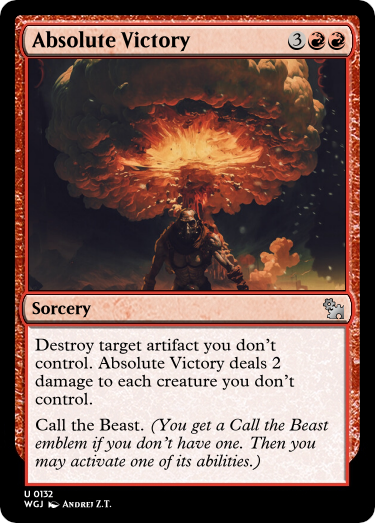 Absolute Victory 3
Sorcery
Destroy target artifact you don't
control. Absolute Victory deals 2
damage to each creature you don't
control.
Call the Beast. (You get a Call the Beast
emblem if you don't have one. Then you
may activate one of its abilities.)
U 0132
WGJ Andrej Z.T.